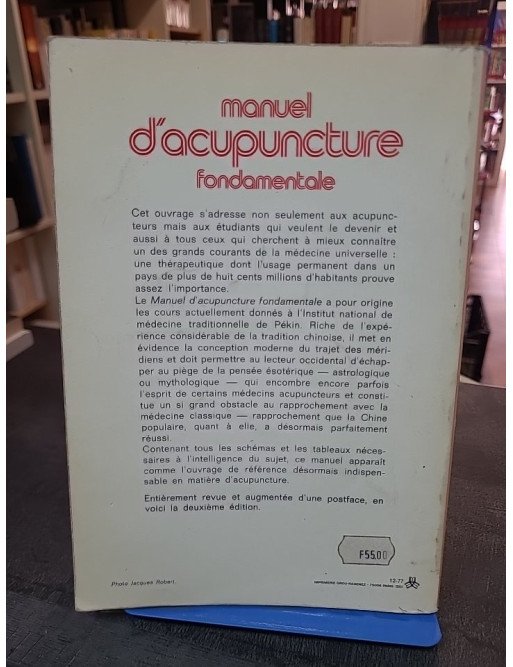 manuel
d'acupuncture
fondamentale
Cet ouvrage s'adresse non seulement aux acupunc-
teurs mais aux étudiants qui veulent le devenir et
aussi à tous ceux qui cherchent à mieux connaître
un des grands courants de la médecine universelle :
une thérapeutique dont l'usage permanent dans un
pays de plus de huit cents millions d'habitants prouve
assez l'importance.
Le Manuel d'acupuncture fondamentale a pour origine
les cours actuellement donnés à l'Institut national de
médecine traditionnelle de Pékin. Riche de l'expé-
rience considérable de la tradition chinoise, il met en
évidence la conception moderne du trajet des méri-
diens et doit permettre au lecteur occidental d'échap-
per au piège de la pensée ésotérique — astrologique
ou mythologique — qui encombre encore parfois
l'esprit de certains médecins acupuncteurs et consti-
tue un si grand obstacle au rapprochement avec la
médecine classique — rapprochement que la Chine
populaire, quant à elle, a désormais parfaitement
réussi.
Contenant tous les schémas et les tableaux néces-
saires à l'intelligence du sujet, ce manuel apparaît
comme l'ouvrage de référence désormais indispen-
sable en matière d'acupuncture.
Entièrement revue et augmentée d'une postface, en
voici la deuxième édition.
F55.00
Photo Jacques Robert.
12-77